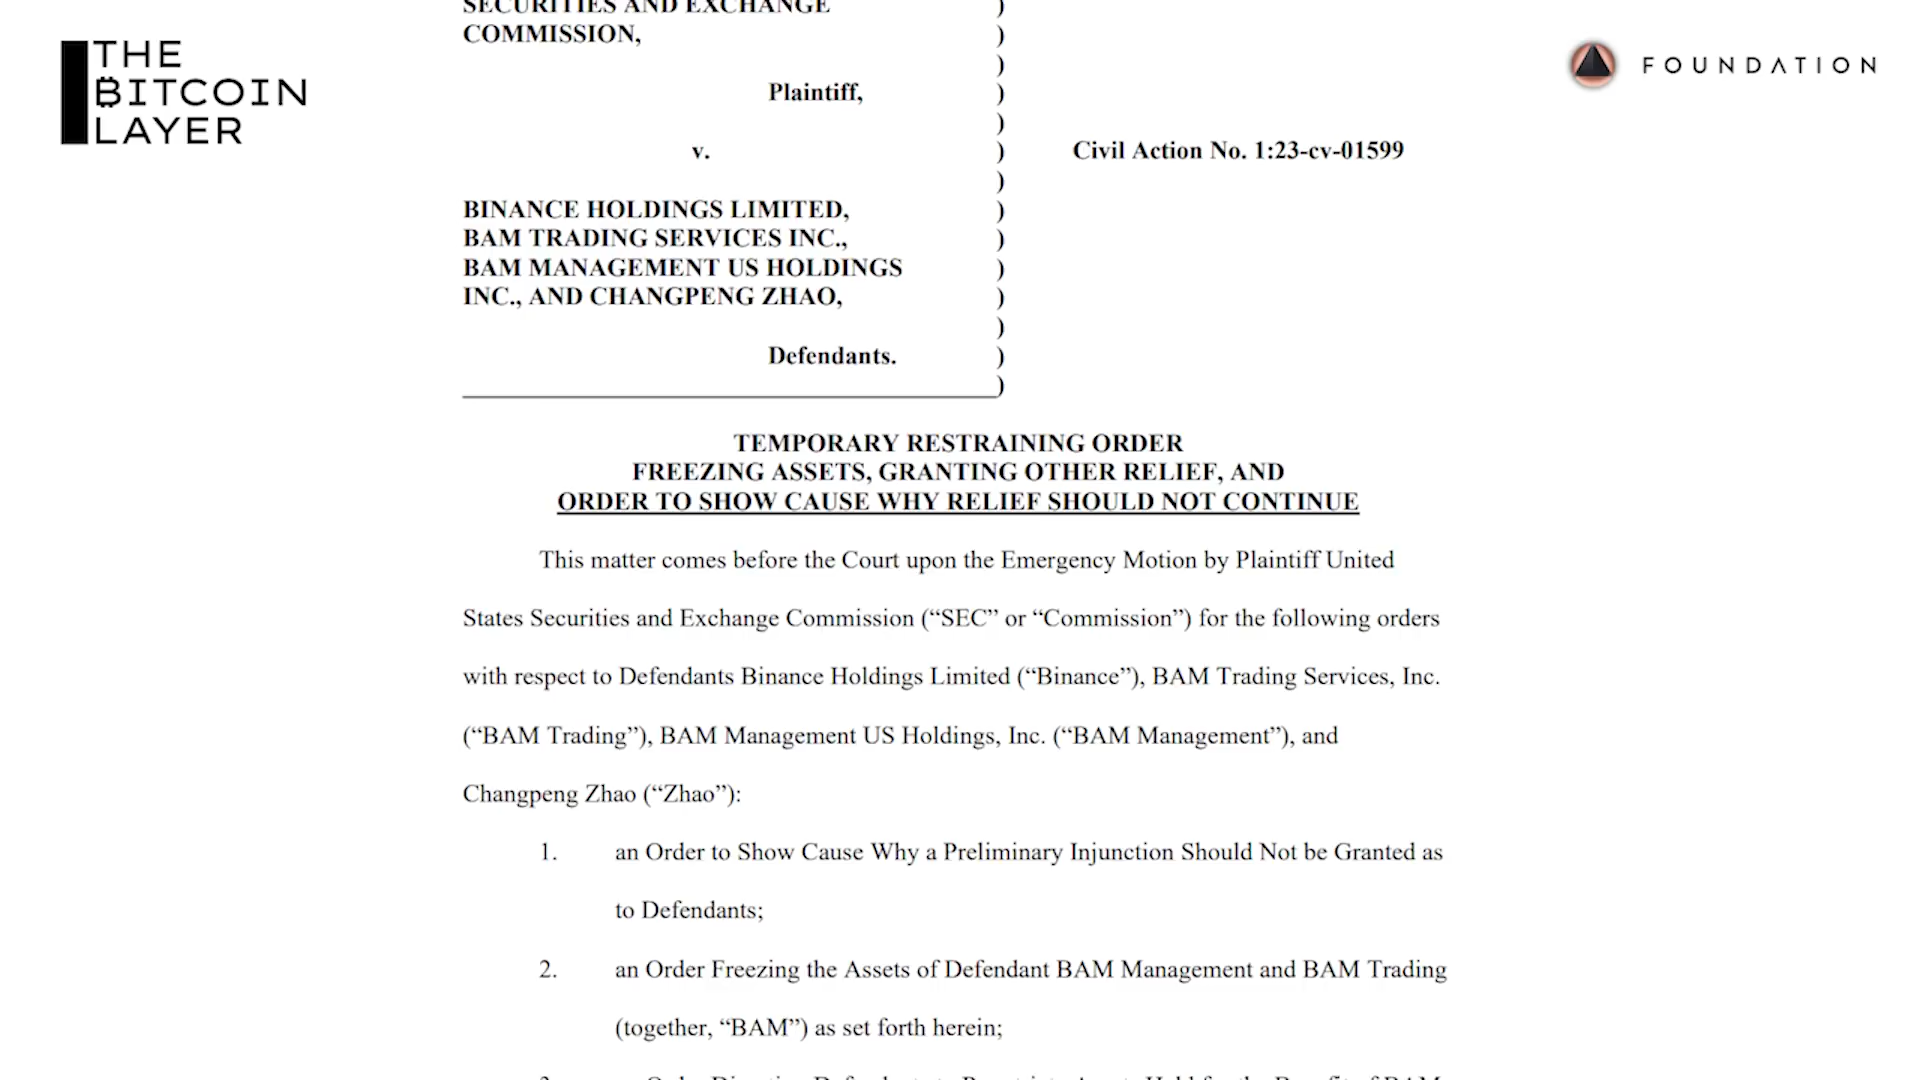 THE
BITCOIN
LAYER
FOUNDATION
SECURITIES AND EXCHANGE )
COMMISSION, )
)
Plaintiff, )
)
v. ) Civil Action No. 1:23-cv-01599
)
BINANCE HOLDINGS LIMITED, )
BAM TRADING SERVICES INC., )
BAM MANAGEMENT US HOLDINGS )
INC., AND CHANGPENG ZHAO, )
)
Defendants. )
)
TEMPORARY RESTRAINING ORDER
FREEZING ASSETS, GRANTING OTHER RELIEF, AND
ORDER TO SHOW CAUSE WHY RELIEF SHOULD NOT CONTINUE
This matter comes before the Court upon the Emergency Motion by Plaintiff United
States Securities and Exchange Commission (“SEC” or “Commission”) for the following orders
with respect to Defendants Binance Holdings Limited (“Binance”), BAM Trading Services, Inc.
(“BAM Trading”), BAM Management US Holdings, Inc. (“BAM Management”), and
Changpeng Zhao (“Zhao”):
1. an Order to Show Cause Why a Preliminary Injunction Should Not be Granted as
to Defendants;
2. an Order Freezing the Assets of Defendant BAM Management and BAM Trading
(together, “BAM”) as set forth herein;